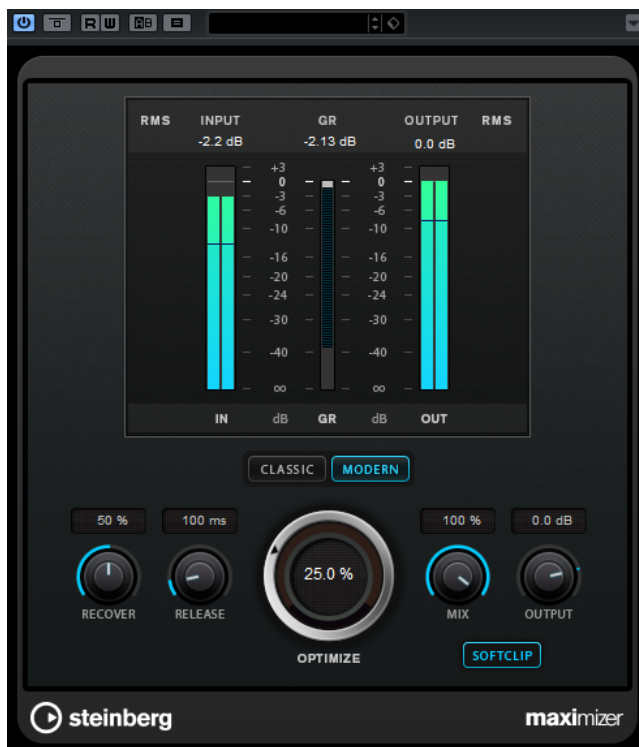 R W AB
RMS INPUT GR OUTPUT RMS
-2.2 dB -2.13 dB 0.0 dB
+3 +3
0 0
-3 -3
-6 -6
-10 -10
-16 -16
-20 -20
-24 -24
-30 -30
-40 -40
∞ ∞
IN dB GR dB OUT
CLASSIC MODERN
50 % 100 ms 100 % 0.0 dB
25.0 %
RECOVER RELEASE MIX OUTPUT
OPTIMIZE SOFTCLIP
steinberg maximizer